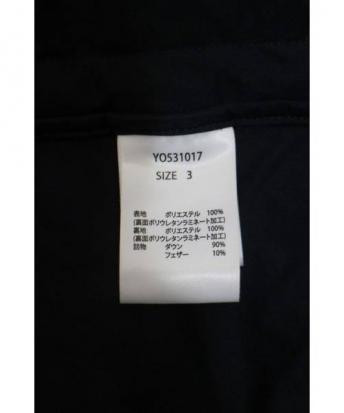 YO531017
SIZE 3
表地 ポリエステル 100%
(裏面ポリウレタンラミネート加工)
裏地 ポリエステル 100%
(裏面ポリウレタンラミネート加工)
詰物 ダウン 90%
フェザー 10%